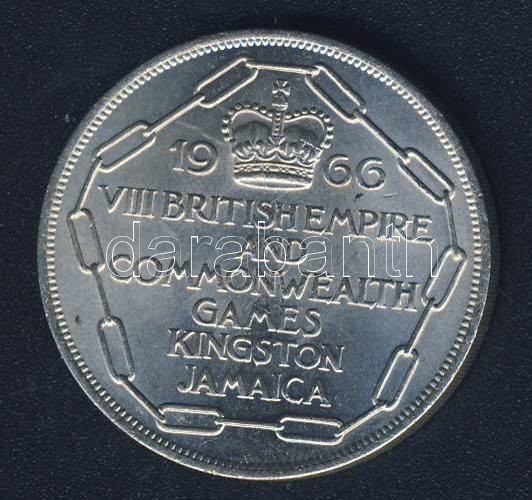 1966
VIII BRITISH EMPIRE
AND
COMMONWEALTH
GAMES
KINGSTON
JAMAICA
darabanth